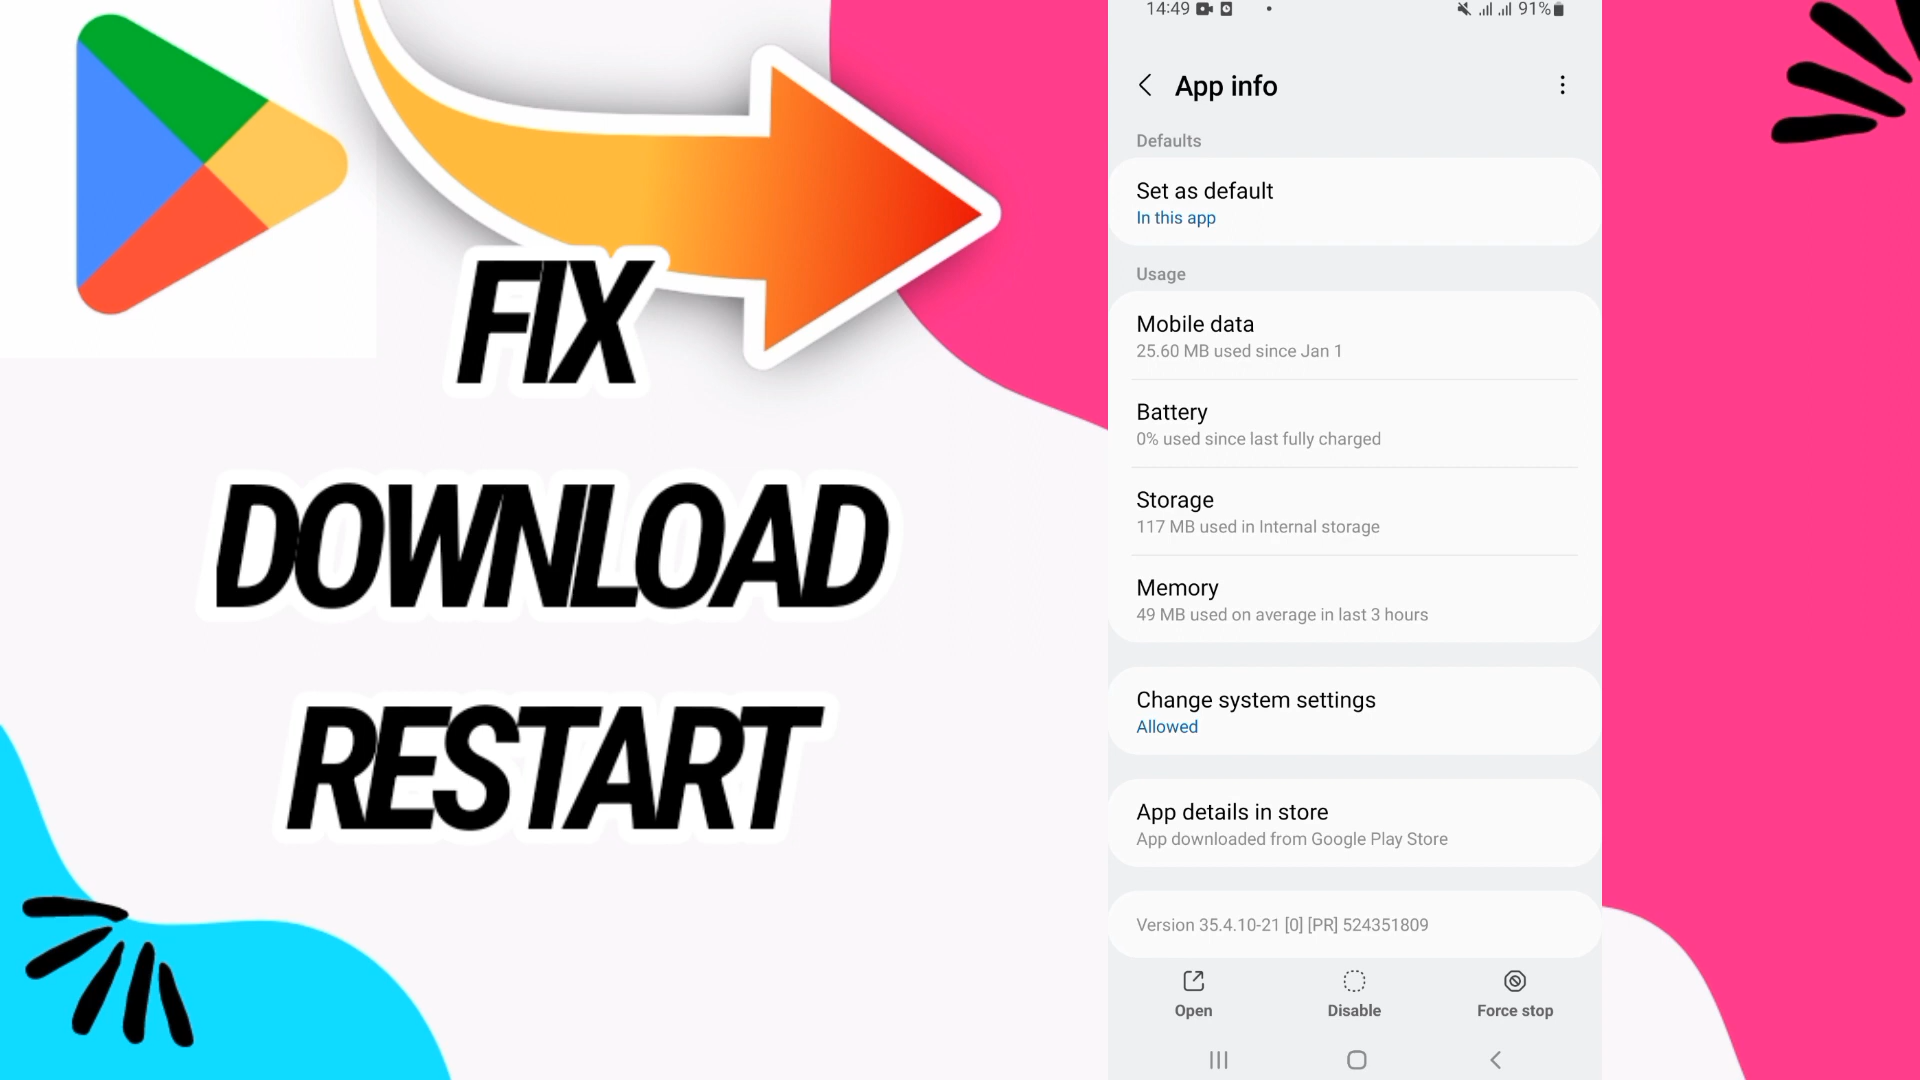 FIX
DOWNLOAD
RESTART
14:49
91%
App info
Defaults
Set as default
In this app
Usage
Mobile data
25.60 MB used since Jan 1
Battery
0% used since last fully charged
Storage
117 MB used in Internal storage
Memory
49 MB used on average in last 3 hours
Change system settings
Allowed
App details in store
App downloaded from Google Play Store
Version 35.4.10-21 [0] [PR] 524351809
Open Disable Force stop